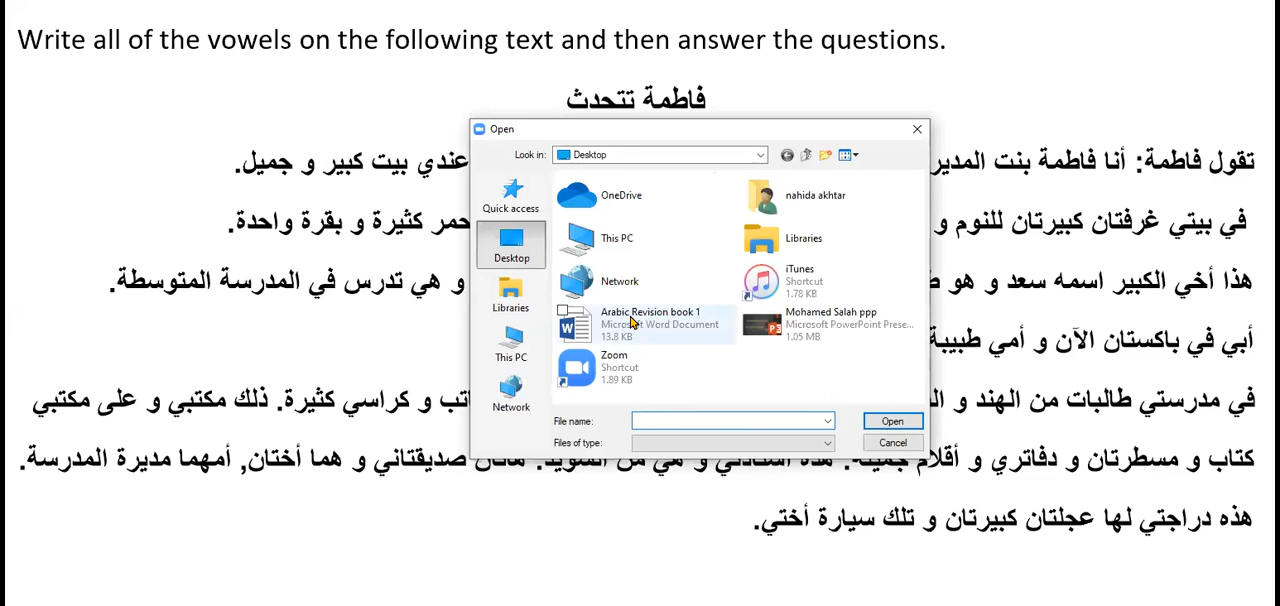 Write all of the vowels on the following text and then answer the questions.
فاطمة تتحدث
تقول فاطمة: أنا فاطمة بنت المدير
عندي بيت كبير و جميل.
في بيتي غرفتان كبيرتان للنوم و
حمر كثيرة و بقرة واحدة.
هذا أخي الكبير اسمه سعد و هو
و هي تدرس في المدرسة المتوسطة.
أبي في باكستان الآن و أمي طبيبة
في مدرستي طالبات من الهند و
و كراسي كثيرة. ذلك مكتبي و على مكتبي
كتاب و مسطرتان و دفاتري و أقلام جميلة. هذه أستاذتي و هي من السويد. هاتان صديقتاني و هما أختان, أمهما مديرة المدرسة.
هذه دراجتي لها عجلتان كبيرتان و تلك سيارة أختي.
Open
Look in:
Desktop
Quick access
Desktop
Libraries
This PC
Network
OneDrive
nahida akhtar
This PC
Libraries
Network
iTunes
Shortcut
1.78 KB
Arabic Revision book 1
Microsoft Word Document
13.8 KB
Mohamed Salah ppp
Microsoft PowerPoint Prese...
1.05 MB
Zoom
Shortcut
1.89 KB
File name:
Open
Files of type:
Cancel